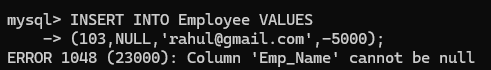 mysql> INSERT INTO Employee VALUES
    -> (103,NULL,'rahul@gmail.com',-5000);
ERROR 1048 (23000): Column 'Emp_Name' cannot be null